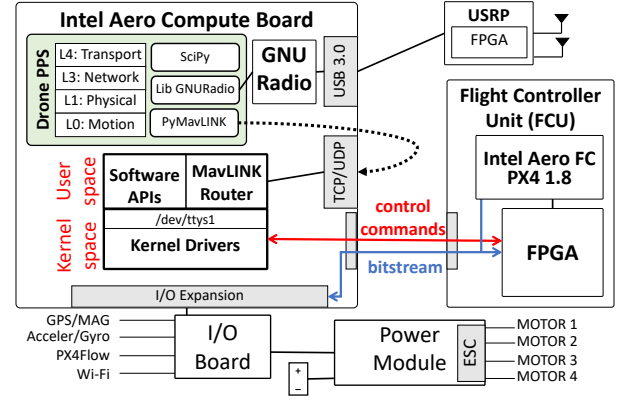 Intel Aero Compute Board
Drone PPS
L4: Transport
L3: Network
L1: Physical
L0: Motion
SciPy
Lib GNURadio
PyMavLINK
GNU
Radio
USB 3.0
USRP
FPGA
User
space
Software
APIs
MavLINK
Router
TCP/UDP
Kernel
space
/dev/ttys1
Kernel Drivers
control
commands
bitstream
Flight Controller
Unit (FCU)
Intel Aero FC
PX4 1.8
FPGA
I/O Expansion
GPS/MAG
Acceler/Gyro
PX4Flow
Wi-Fi
I/O
Board
+
−
Power
Module
ESC
MOTOR 1
MOTOR 2
MOTOR 3
MOTOR 4